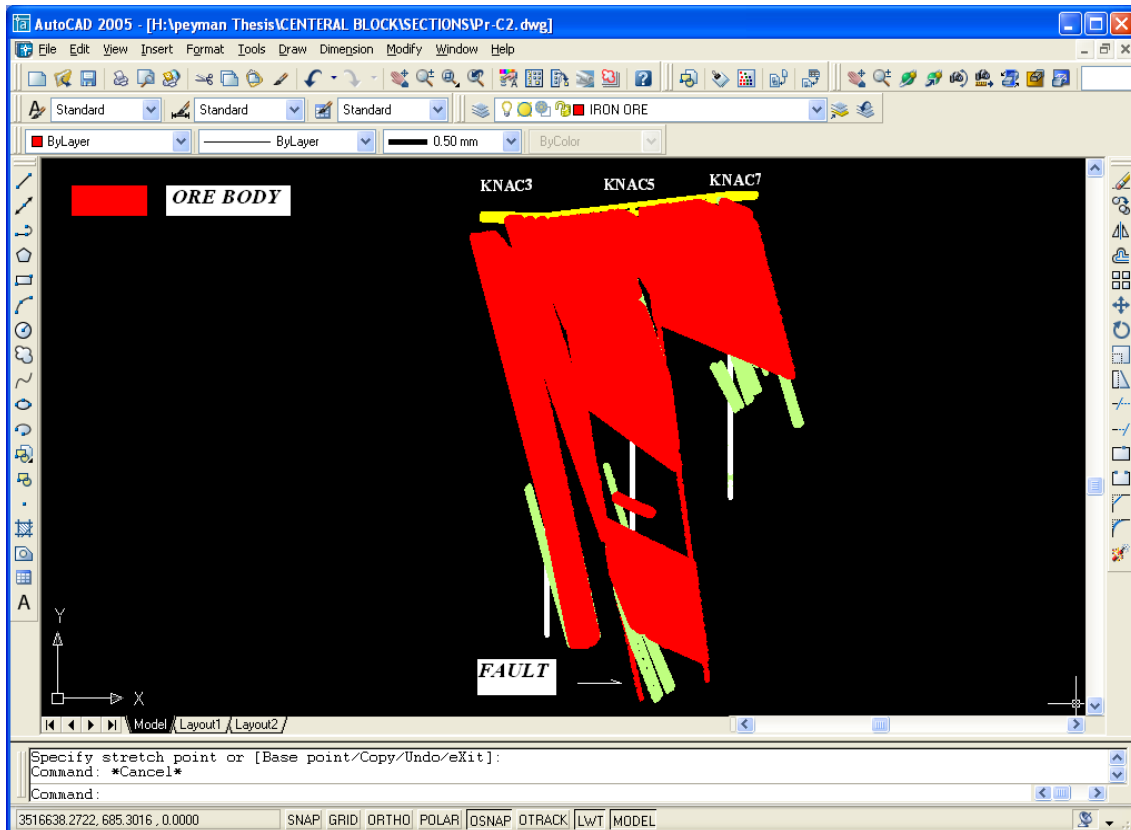 AutoCAD 2005 - [H:\peyman Thesis\CENTERAL BLOCK\SECTIONS\Pr-C2.dwg]
File Edit View Insert Format Tools Draw Dimension Modify Window Help
Standard Standard Standard IRON ORE
ByLayer ByLayer 0.50 mm ByColor
KNAC3 KNAC5 KNAC7
ORE BODY
A
Y
FAULT
X
Model Layout1 Layout2
Specify stretch point or [Base point/Copy/Undo/eXit]:
Command: *Cancel*
Command:
3516638.2722, 685.3016 , 0.0000 SNAP GRID ORTHO POLAR OSNAP OTRACK LWT MODEL